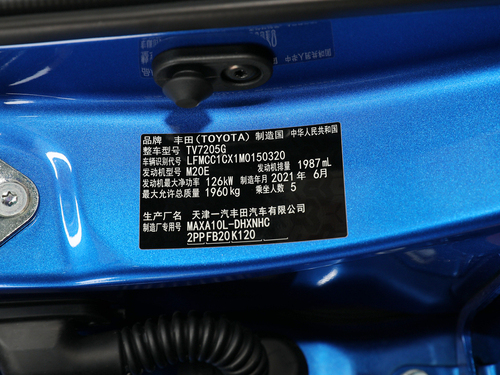 品牌 丰田(TOYOTA) 制造国 中华人民共和国
整车型号 TV7205G
车辆识别代号 LFMCC1CX1M0150320
发动机型号 M20E 发动机排量 1987mL
发动机最大净功率 126kW 制造年月 2021年 6月
最大允许总质量 1960kg 乘坐人数 5
生产厂名: 天津一汽丰田汽车有限公司
制造厂专用号 MAXA10L-DHXNHC
2PPFB20K120